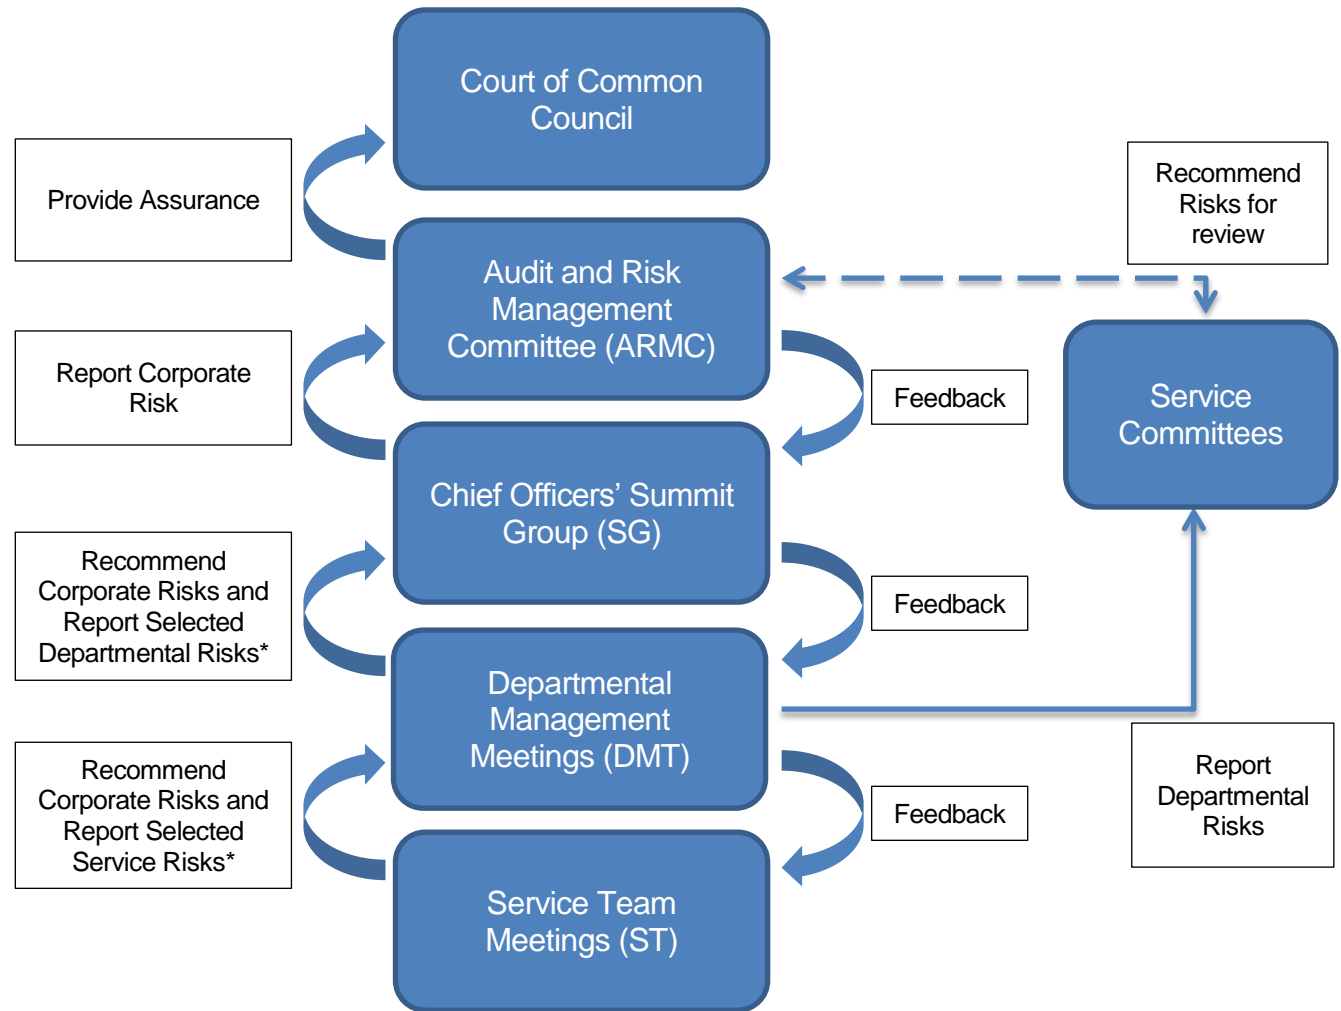 Court of Common
Council
Provide Assurance
Recommend
Risks for
review
Audit and Risk
Management
Committee (ARMC)
Report Corporate
Risk
Feedback
Service
Committees
Chief Officers’ Summit
Group (SG)
Recommend
Corporate Risks and
Report Selected
Departmental Risks*
Feedback
Departmental
Management
Meetings (DMT)
Recommend
Corporate Risks and
Report Selected
Service Risks*
Feedback
Report
Departmental
Risks
Service Team
Meetings (ST)